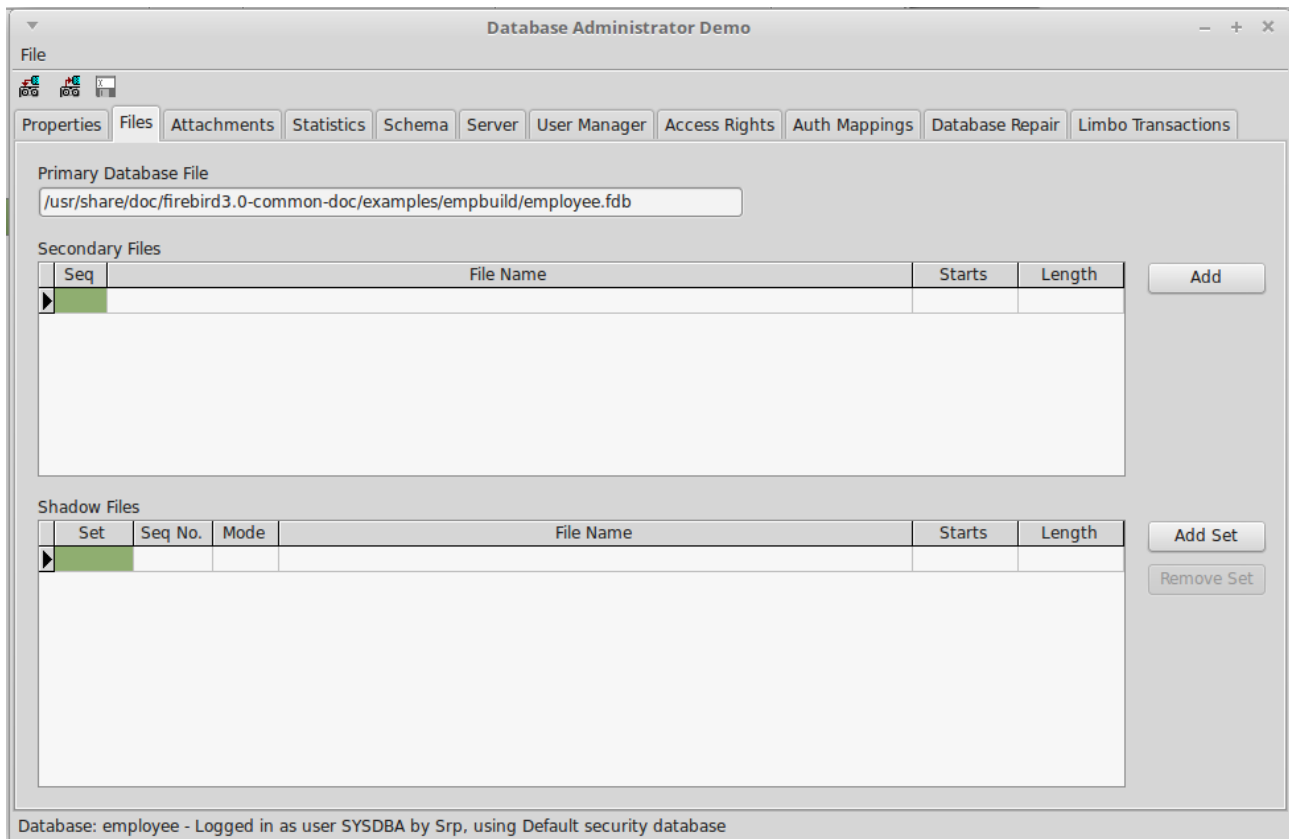 Database Administrator Demo
File
Properties Files Attachments Statistics Schema Server User Manager Access Rights Auth Mappings Database Repair Limbo Transactions
Primary Database File
/usr/share/doc/firebird3.0-common-doc/examples/empbuild/employee.fdb
Secondary Files
Seq File Name Starts Length Add
Shadow Files
Set Seq No. Mode File Name Starts Length Add Set
Remove Set
Database: employee - Logged in as user SYSDBA by Srp, using Default security database